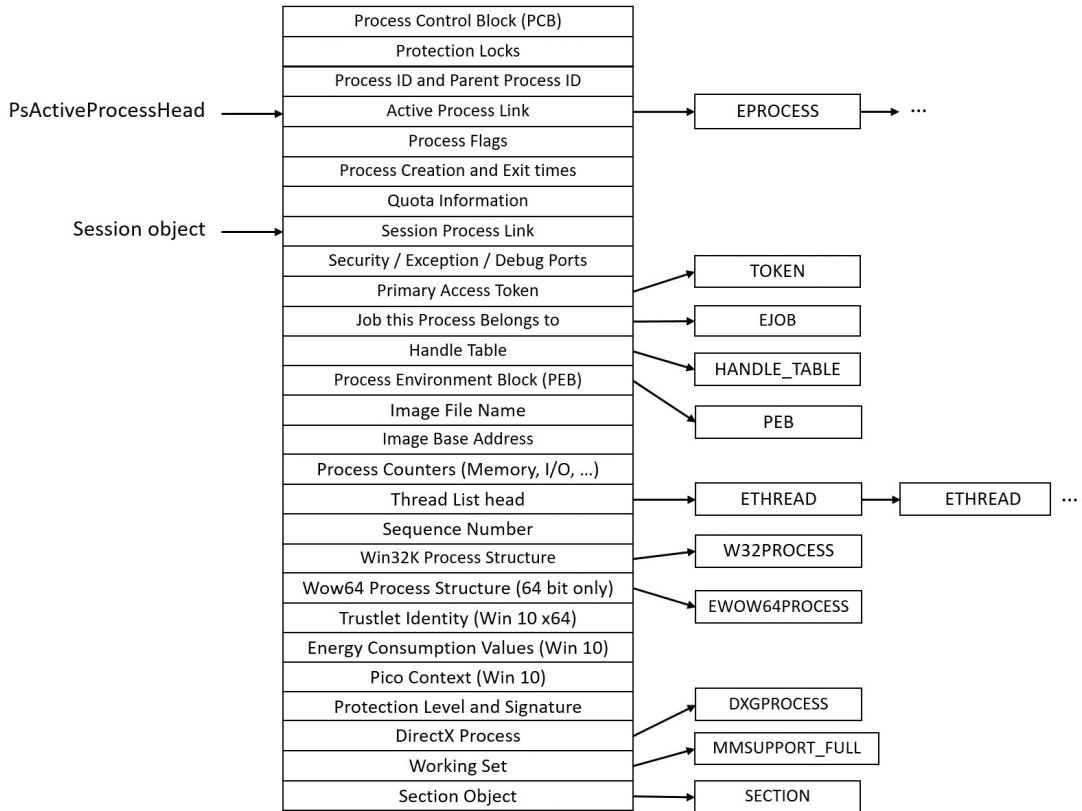 Process Control Block (PCB)
Protection Locks
Process ID and Parent Process ID
PsActiveProcessHead
Active Process Link
EPROCESS
...
Process Flags
Process Creation and Exit times
Quota Information
Session object
Session Process Link
Security / Exception / Debug Ports
TOKEN
Primary Access Token
Job this Process Belongs to
EJOB
Handle Table
HANDLE_TABLE
Process Environment Block (PEB)
PEB
Image File Name
Image Base Address
Process Counters (Memory, I/O, ...)
Thread List head
ETHREAD
ETHREAD
...
Sequence Number
Win32K Process Structure
W32PROCESS
Wow64 Process Structure (64 bit only)
EWOW64PROCESS
Trustlet Identity (Win 10 x64)
Energy Consumption Values (Win 10)
Pico Context (Win 10)
Protection Level and Signature
DXGPROCESS
DirectX Process
MMSUPPORT_FULL
Working Set
Section Object
SECTION